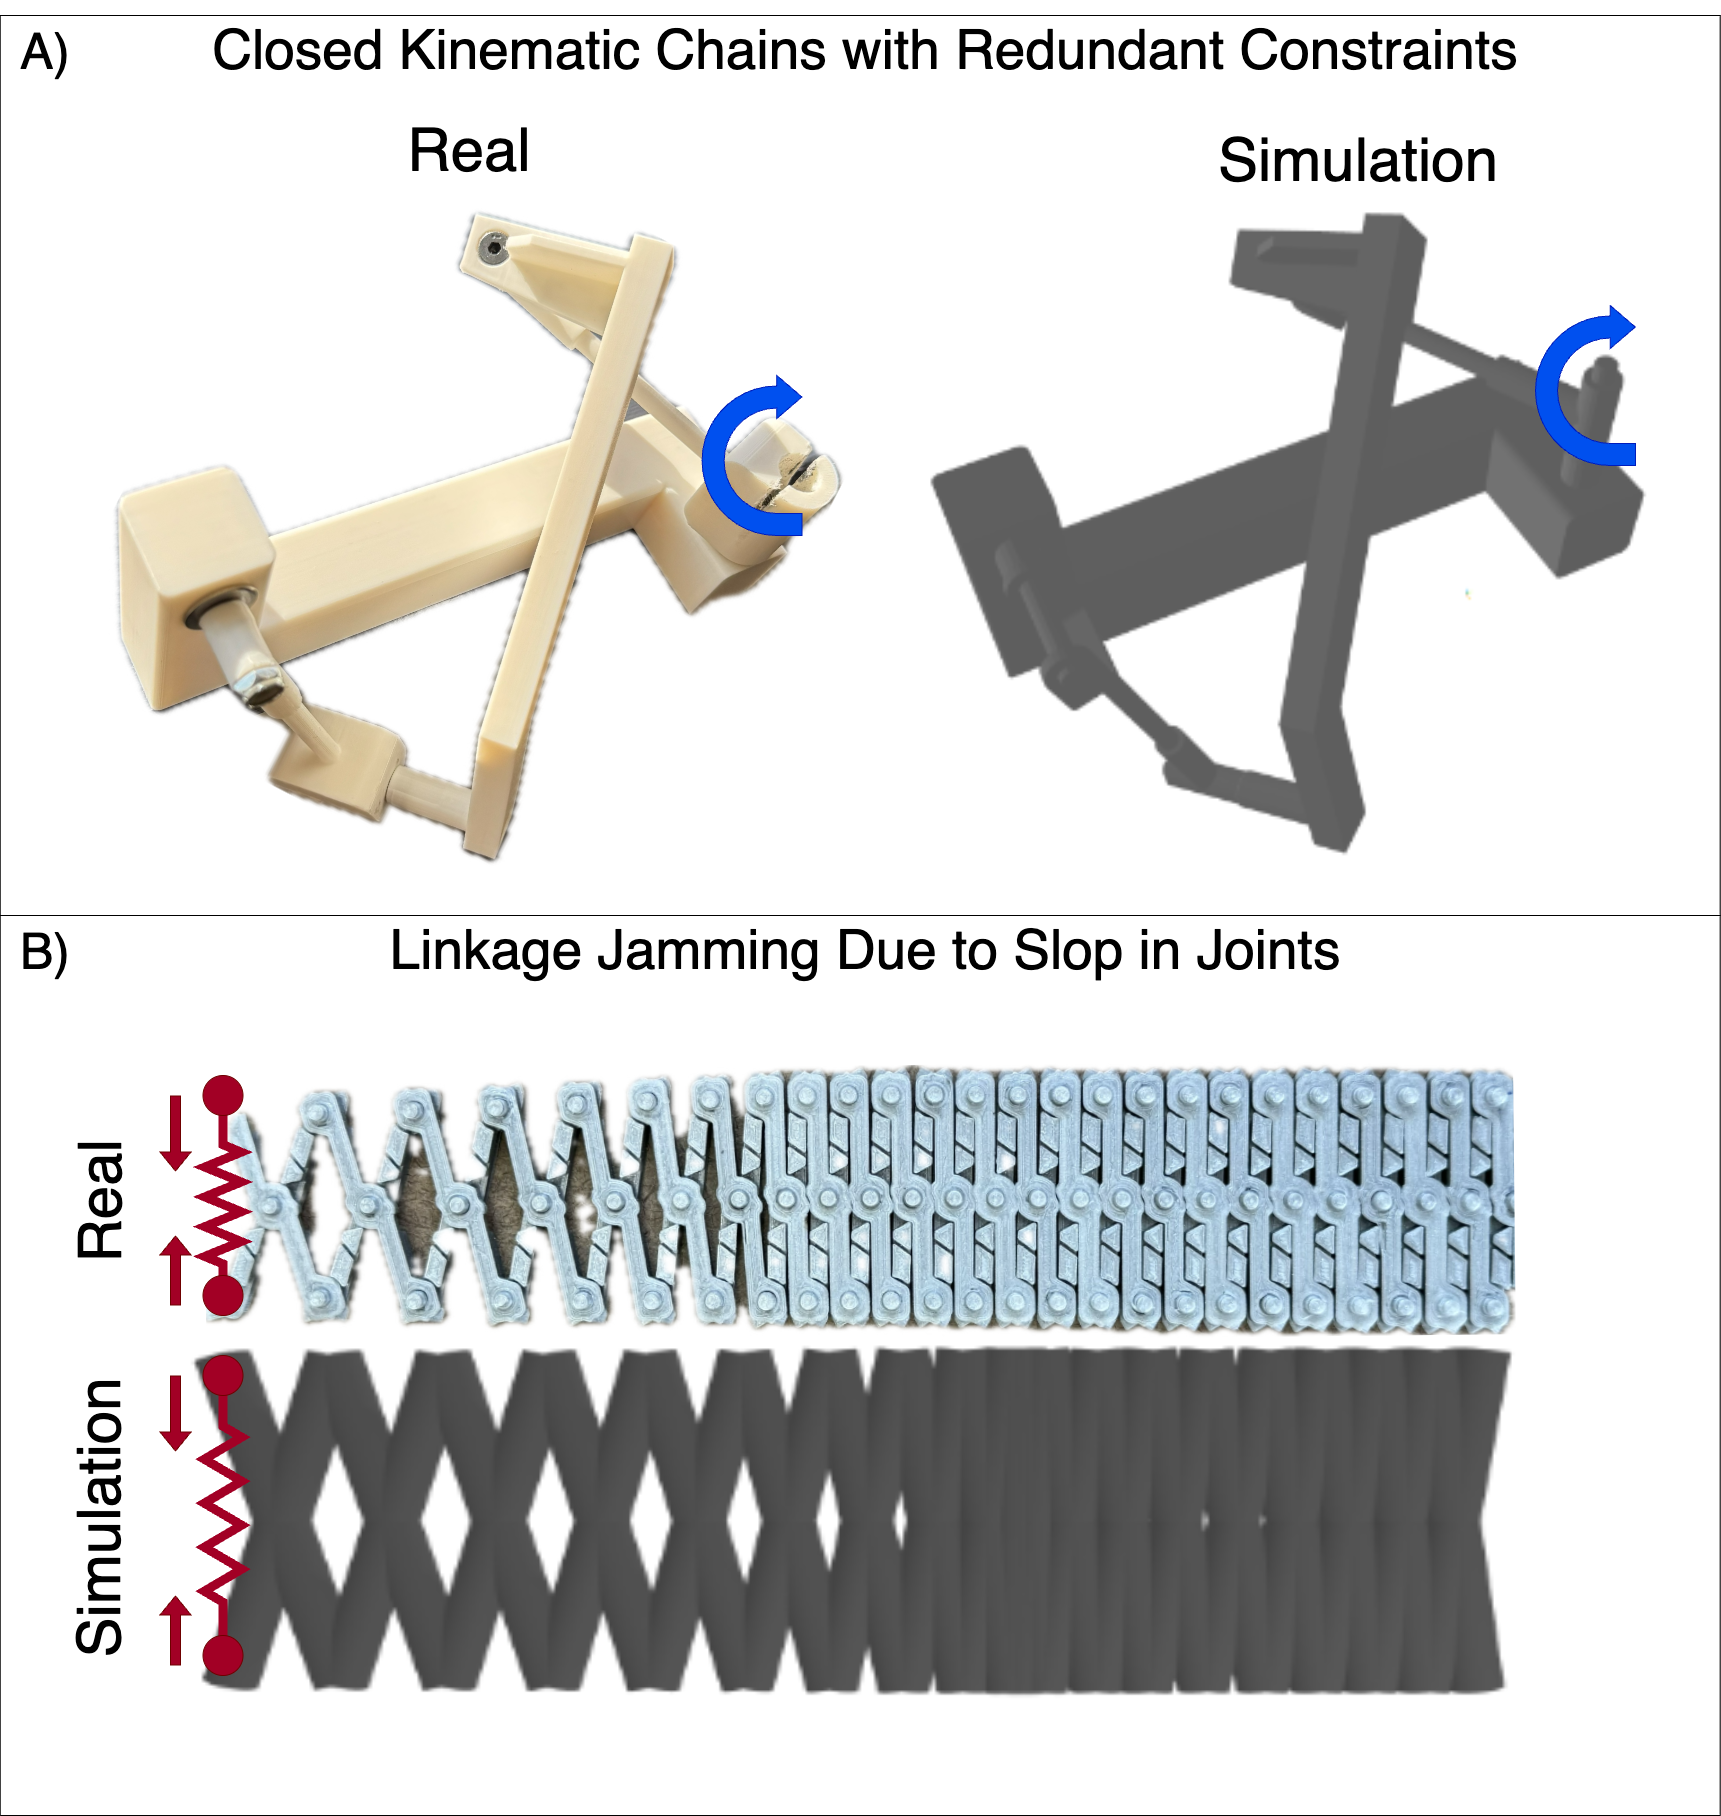 A)
Closed Kinematic Chains with Redundant Constraints
Real
Simulation
B)
Linkage Jamming Due to Slop in Joints
Real
Simulation